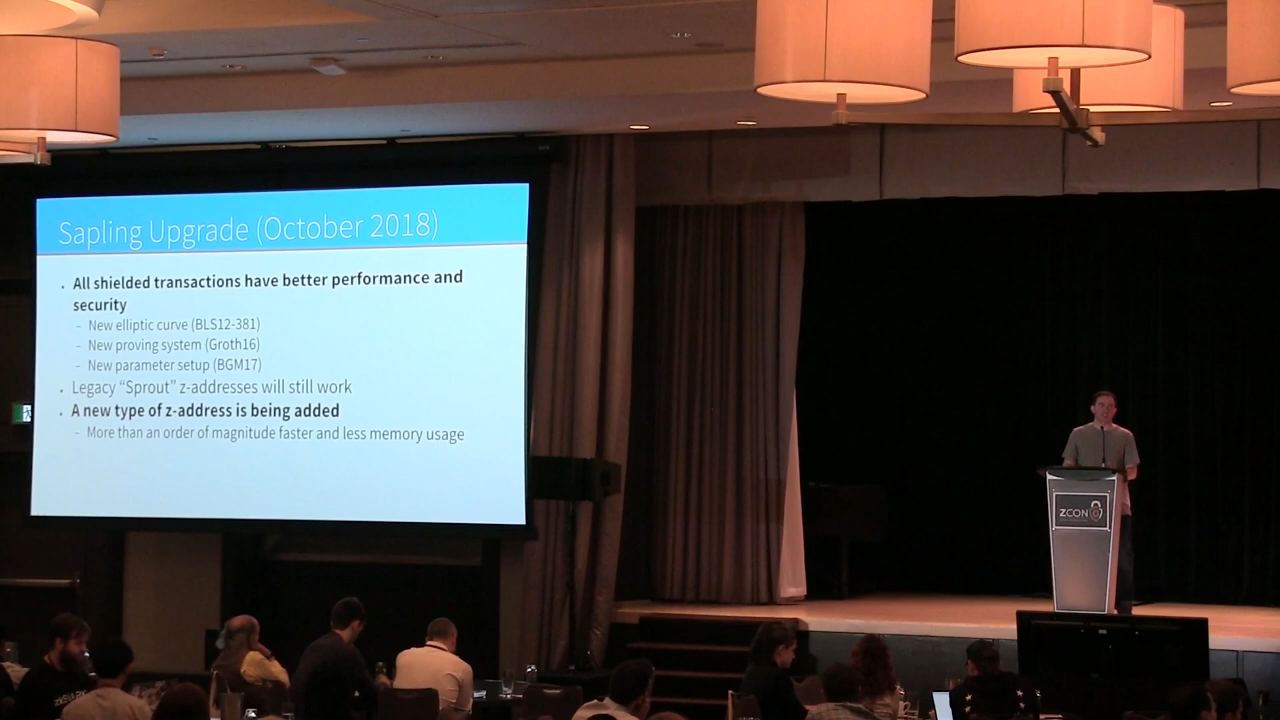 Sapling Upgrade (October 2018)
All shielded transactions have better performance and
security
- New elliptic curve (BLS12-381)
- New proving system (Groth16)
- New parameter setup (BGM17)
Legacy “Sprout” z-addresses will still work
A new type of z-address is being added
- More than an order of magnitude faster and less memory usage
ZCON